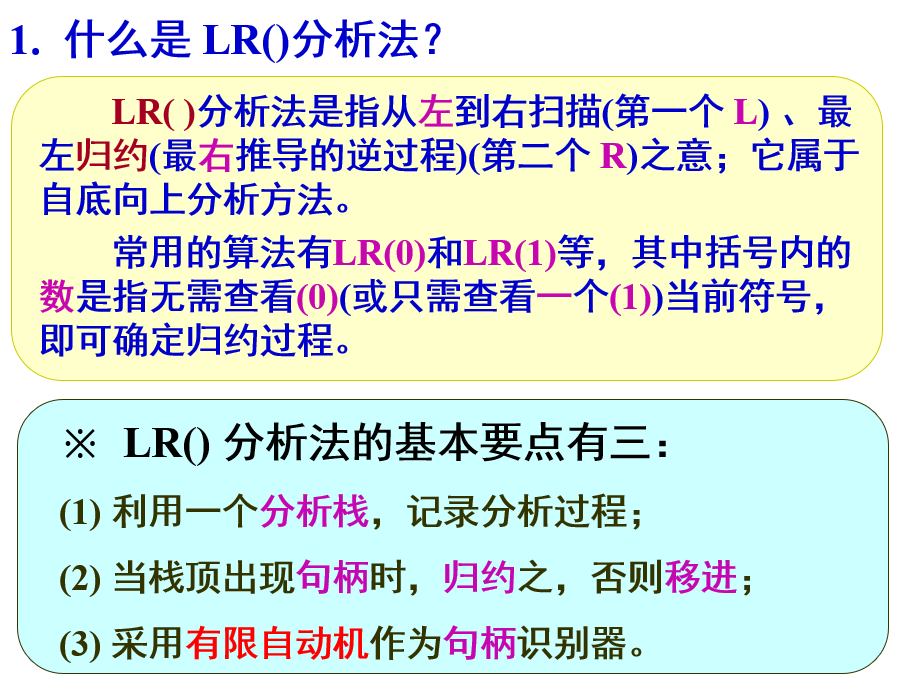 1. 什么是 LR()分析法？
LR( )分析法是指从左到右扫描(第一个 L) 、最
左归约(最右推导的逆过程)(第二个 R)之意；它属于
自底向上分析方法。
常用的算法有LR(0)和LR(1)等，其中括号内的
数是指无需查看(0)(或只需查看一个(1))当前符号，
即可确定归约过程。
※ LR() 分析法的基本要点有三：
(1) 利用一个分析栈，记录分析过程；
(2) 当栈顶出现句柄时，归约之，否则移进；
(3) 采用有限自动机作为句柄识别器。